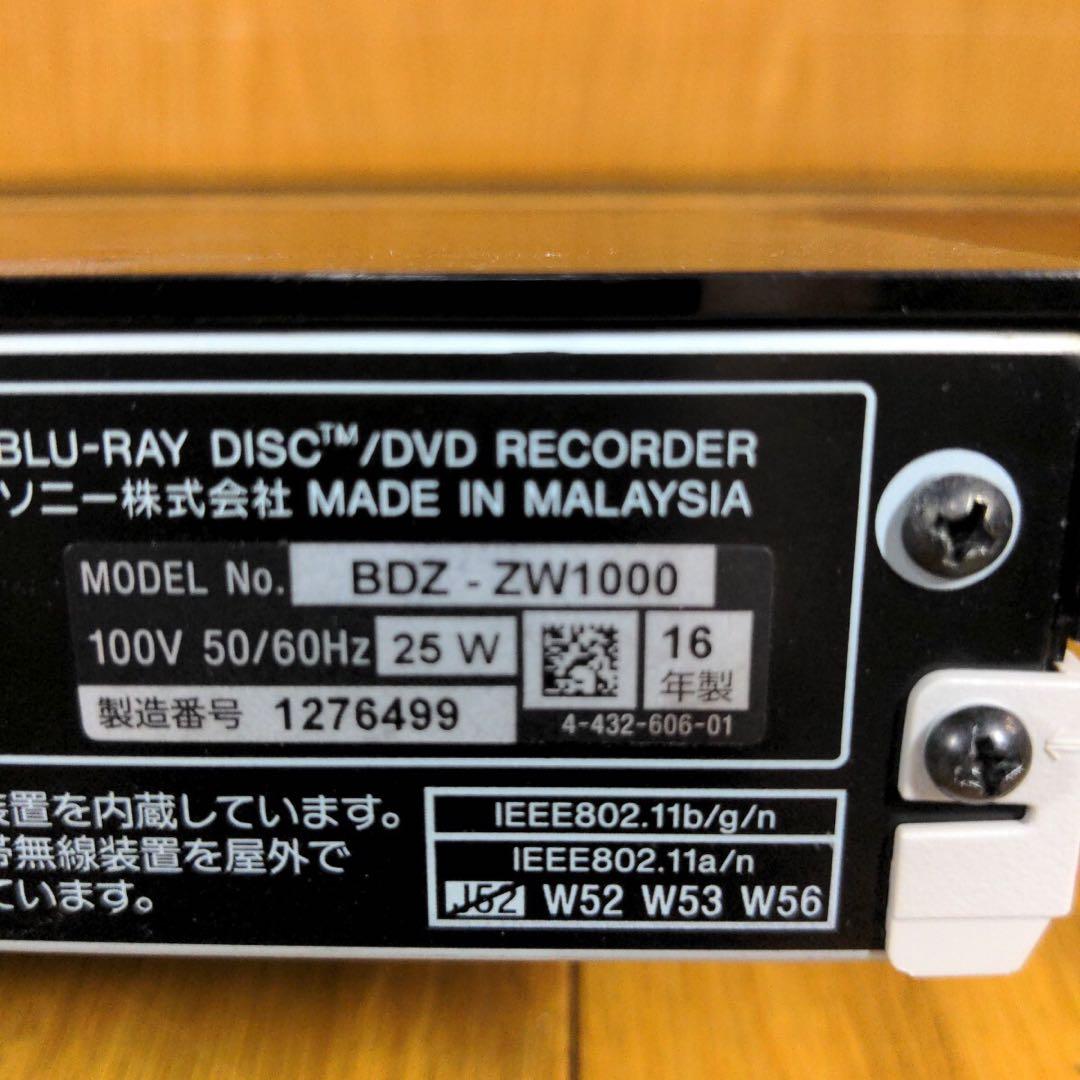 BLU-RAY DISC™/DVD RECORDER
ソニー株式会社 MADE IN MALAYSIA
MODEL No. BDZ - ZW1000
100V 50/60Hz 25 W
16
年製
製造番号 1276499
4-432-606-01
装置を内蔵しています。
帯無線装置を屋外で
ています。
IEEE802.11b/g/n
IEEE802.11a/n
J52 W52 W53 W56